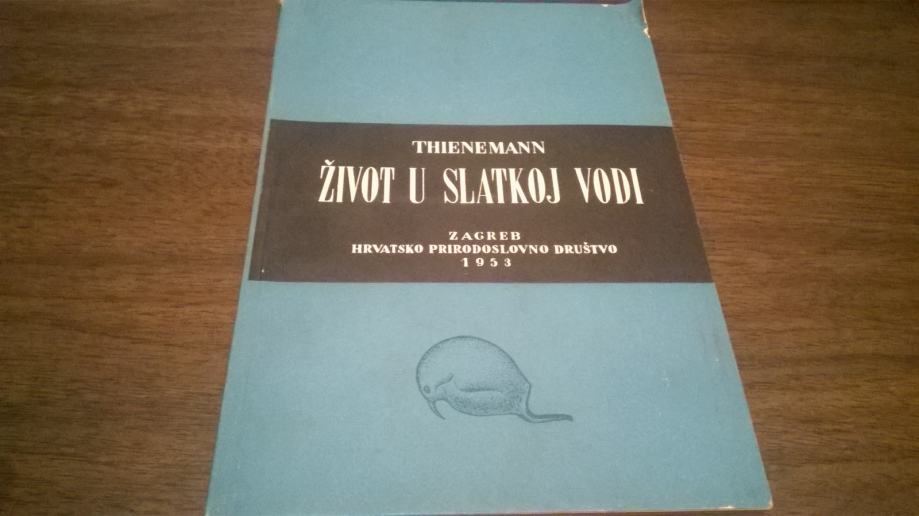 THIENEMANN
ŽIVOT U SLATKOJ VODI
ZAGREB
HRVATSKO PRIRODOSLOVNO DRUŠTVO
1953